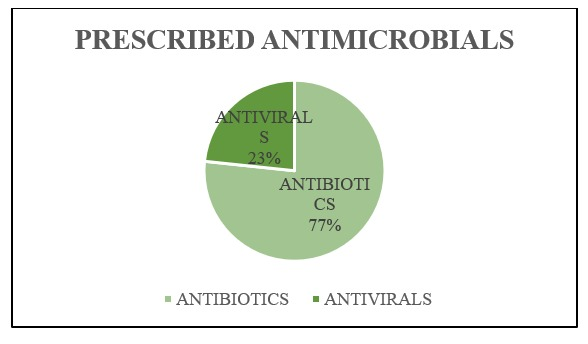 PRESCRIBED ANTIMICROBIALS
ANTIVIRAL
S
23%
ANTIBIOTI
CS
77%
ANTIBIOTICS ANTIVIRALS